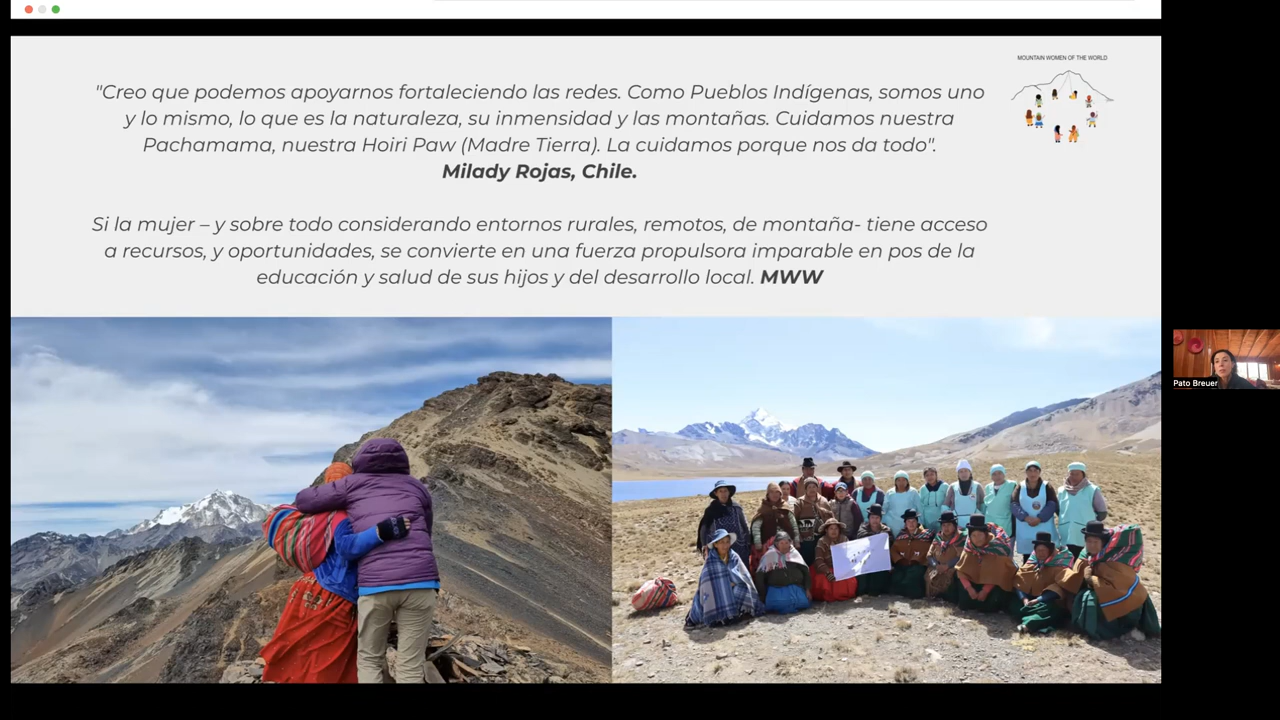 MOUNTAIN WOMEN OF THE WORLD
"Creo que podemos apoyarnos fortaleciendo las redes. Como Pueblos Indígenas, somos uno
y lo mismo, lo que es la naturaleza, su inmensidad y las montañas. Cuidamos nuestra
Pachamama, nuestra Hoiri Paw (Madre Tierra). La cuidamos porque nos da todo".
Milady Rojas, Chile.
Si la mujer – y sobre todo considerando entornos rurales, remotos, de montaña- tiene acceso
a recursos, y oportunidades, se convierte en una fuerza propulsora imparable en pos de la
educación y salud de sus hijos y del desarrollo local. MWW
Pato Breuer